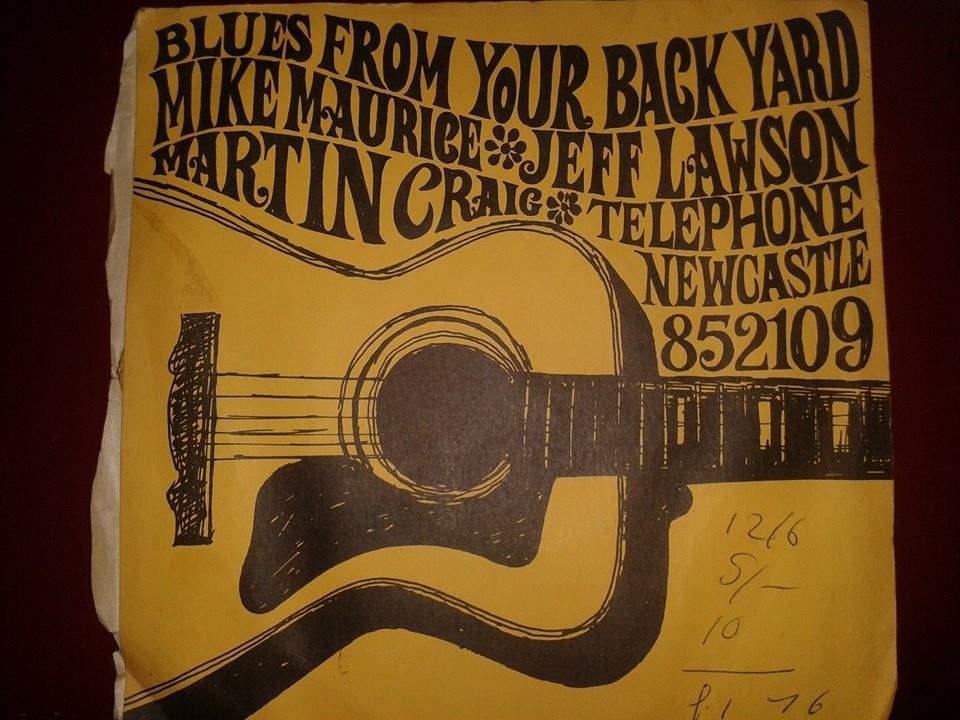 BLUES FROM YOUR BACK YARD
MIKE MAURICE JEFF LAWSON
MARTIN CRAIG TELEPHONE
NEWCASTLE
852109
12/6
5/-
10